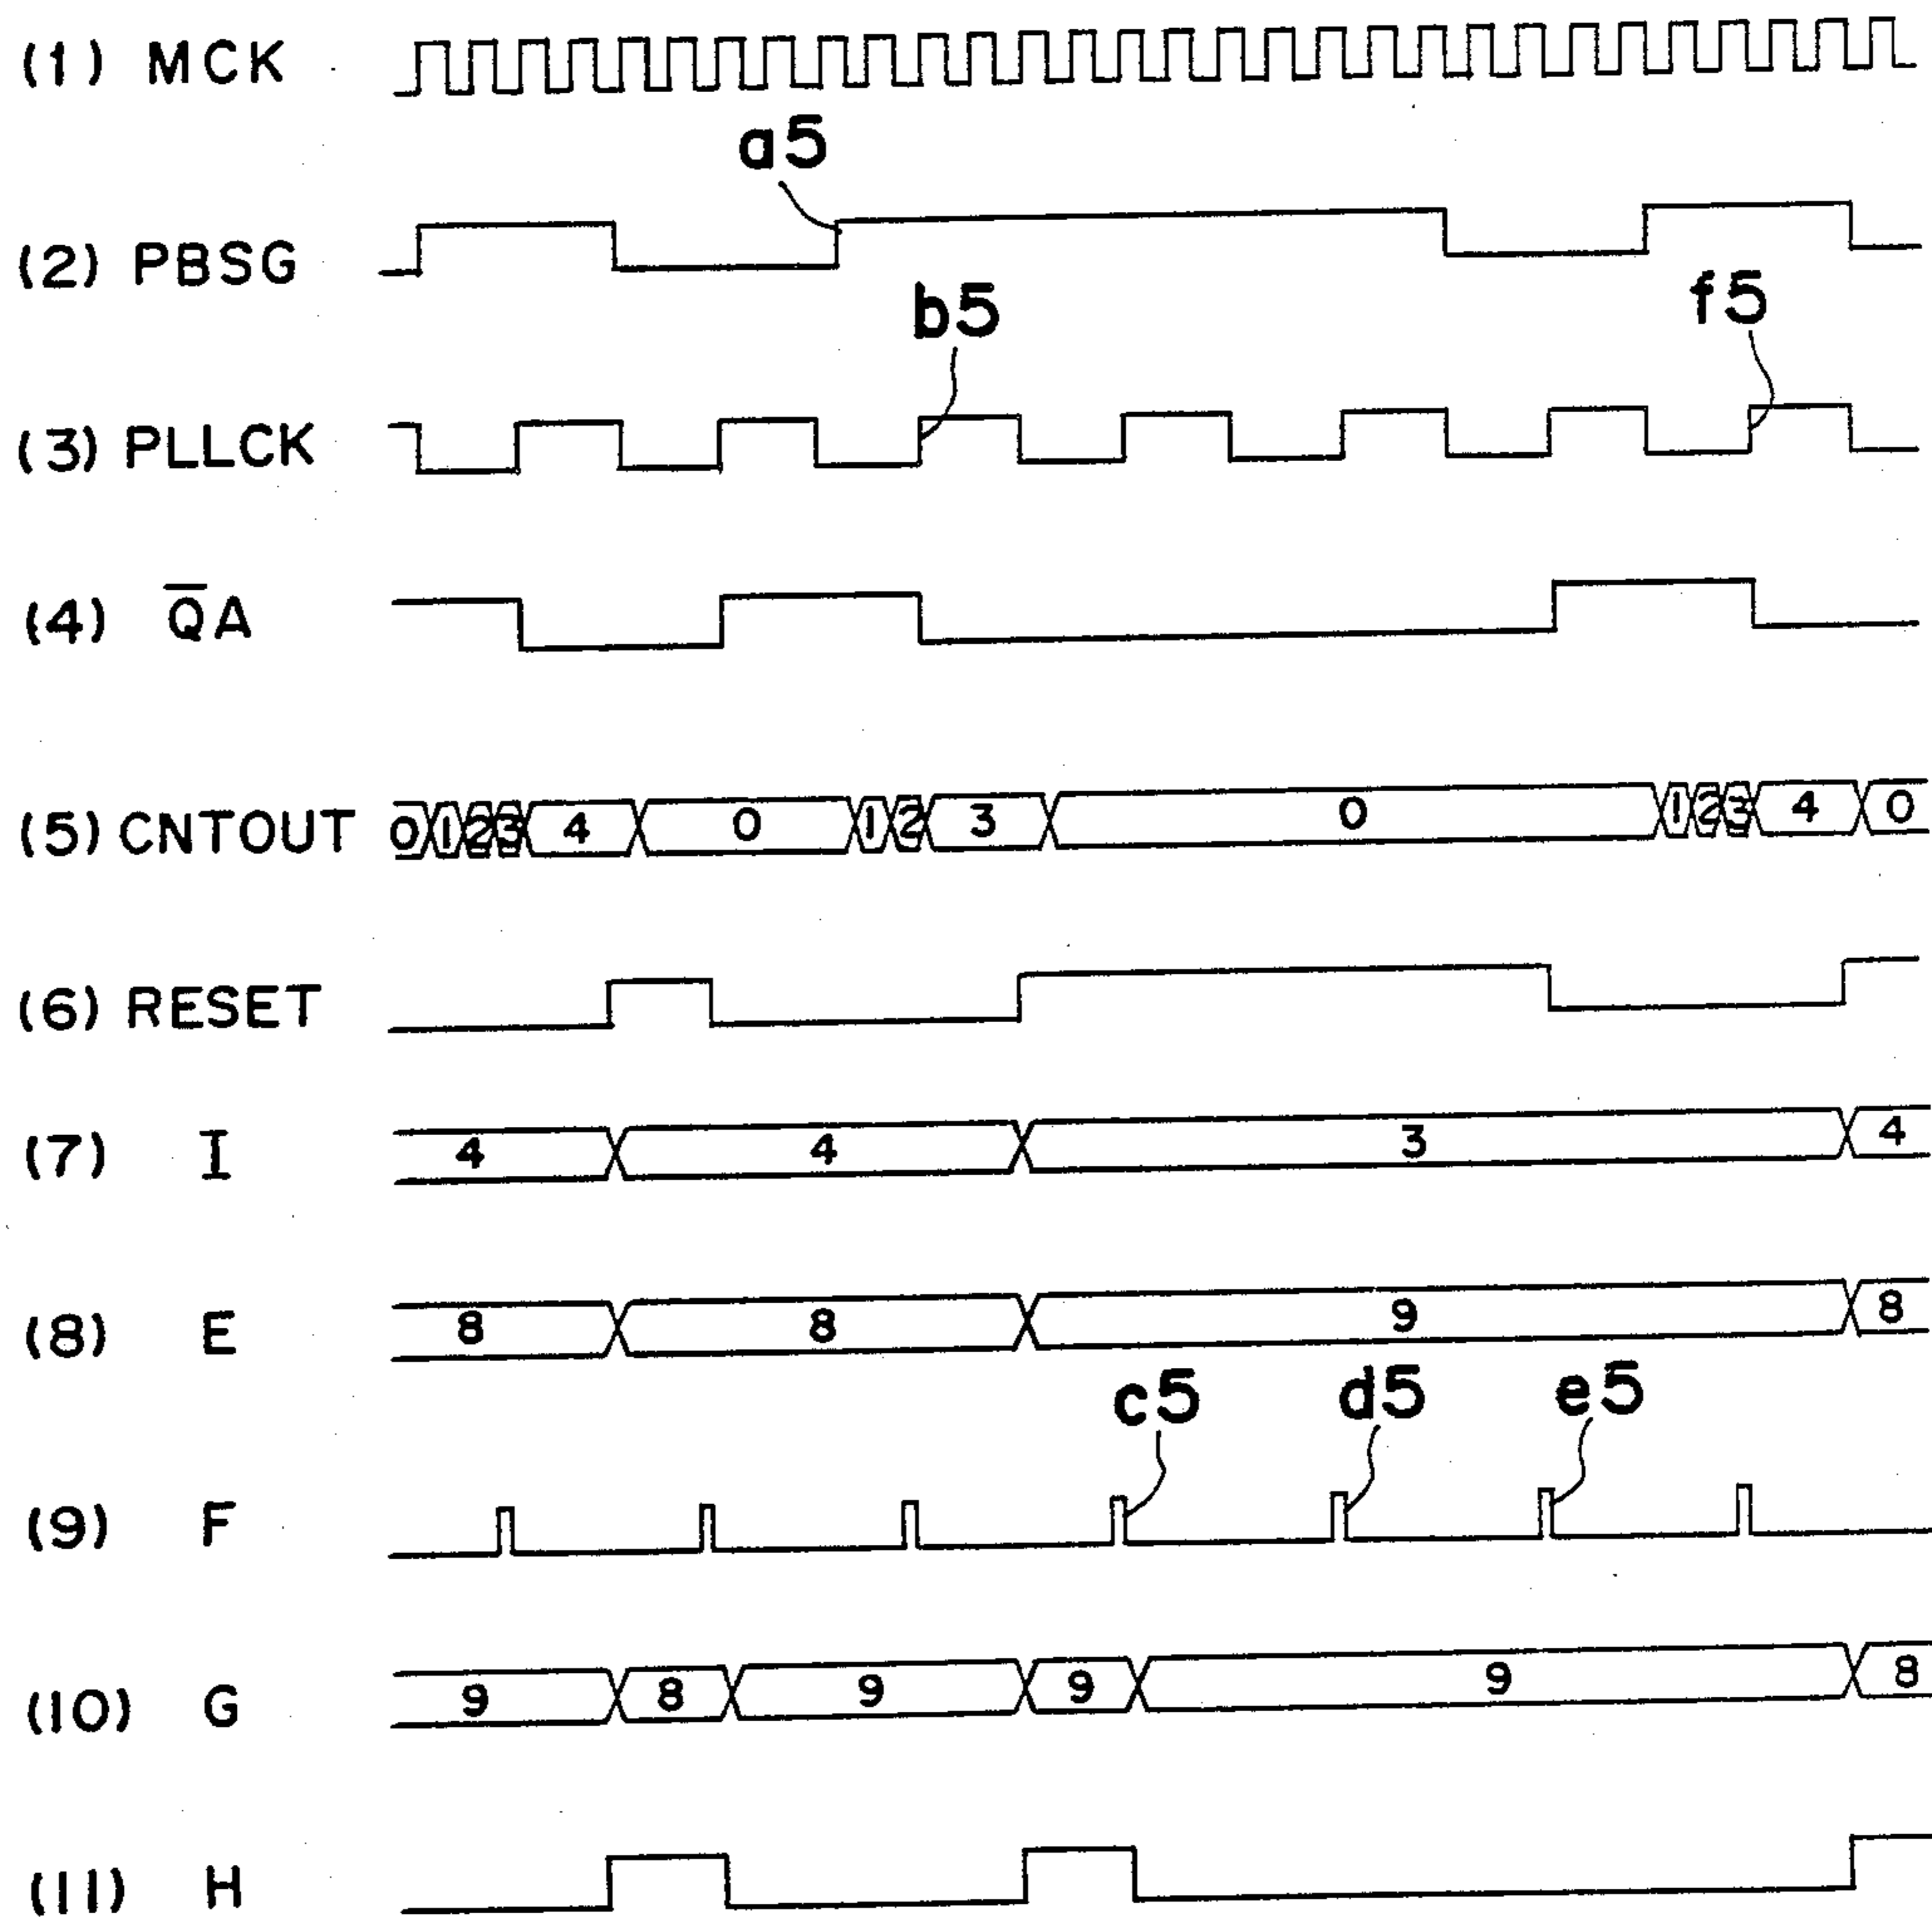 (1) MCK
a5
(2) PBSG
b5 f5
(3) PLLCK
(4) Q̅A
(5) CNTOUT 0 1 2 3 4 0 1 2 3 0 1 2 3 4 0
(6) RESET
(7) I 4 4 3 4
(8) E 8 8 9 8
c5 d5 e5
(9) F
(10) G 9 8 9 9 9 8
(11) H